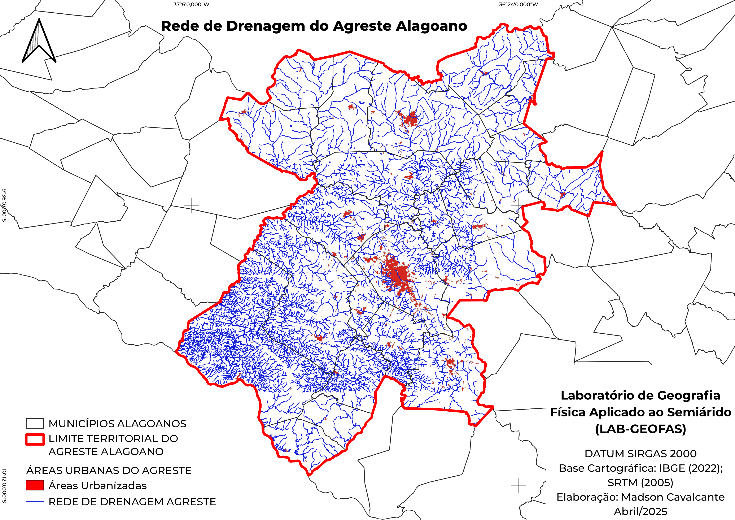 Rede de Drenagem do Agreste Alagoano
MUNICÍPIOS ALAGOANOS
LIMITE TERRITORIAL DO
AGRESTE ALAGOANO
ÁREAS URBANAS DO AGRESTE
Áreas Urbanizadas
REDE DE DRENAGEM AGRESTE
Laboratório de Geografia
Física Aplicado ao Semiárido
(LAB-GEOFAS)
DATUM SIRGAS 2000
Base Cartográfica: IBGE (2022);
SRTM (2005)
Elaboração: Madson Cavalcante
Abril/2025